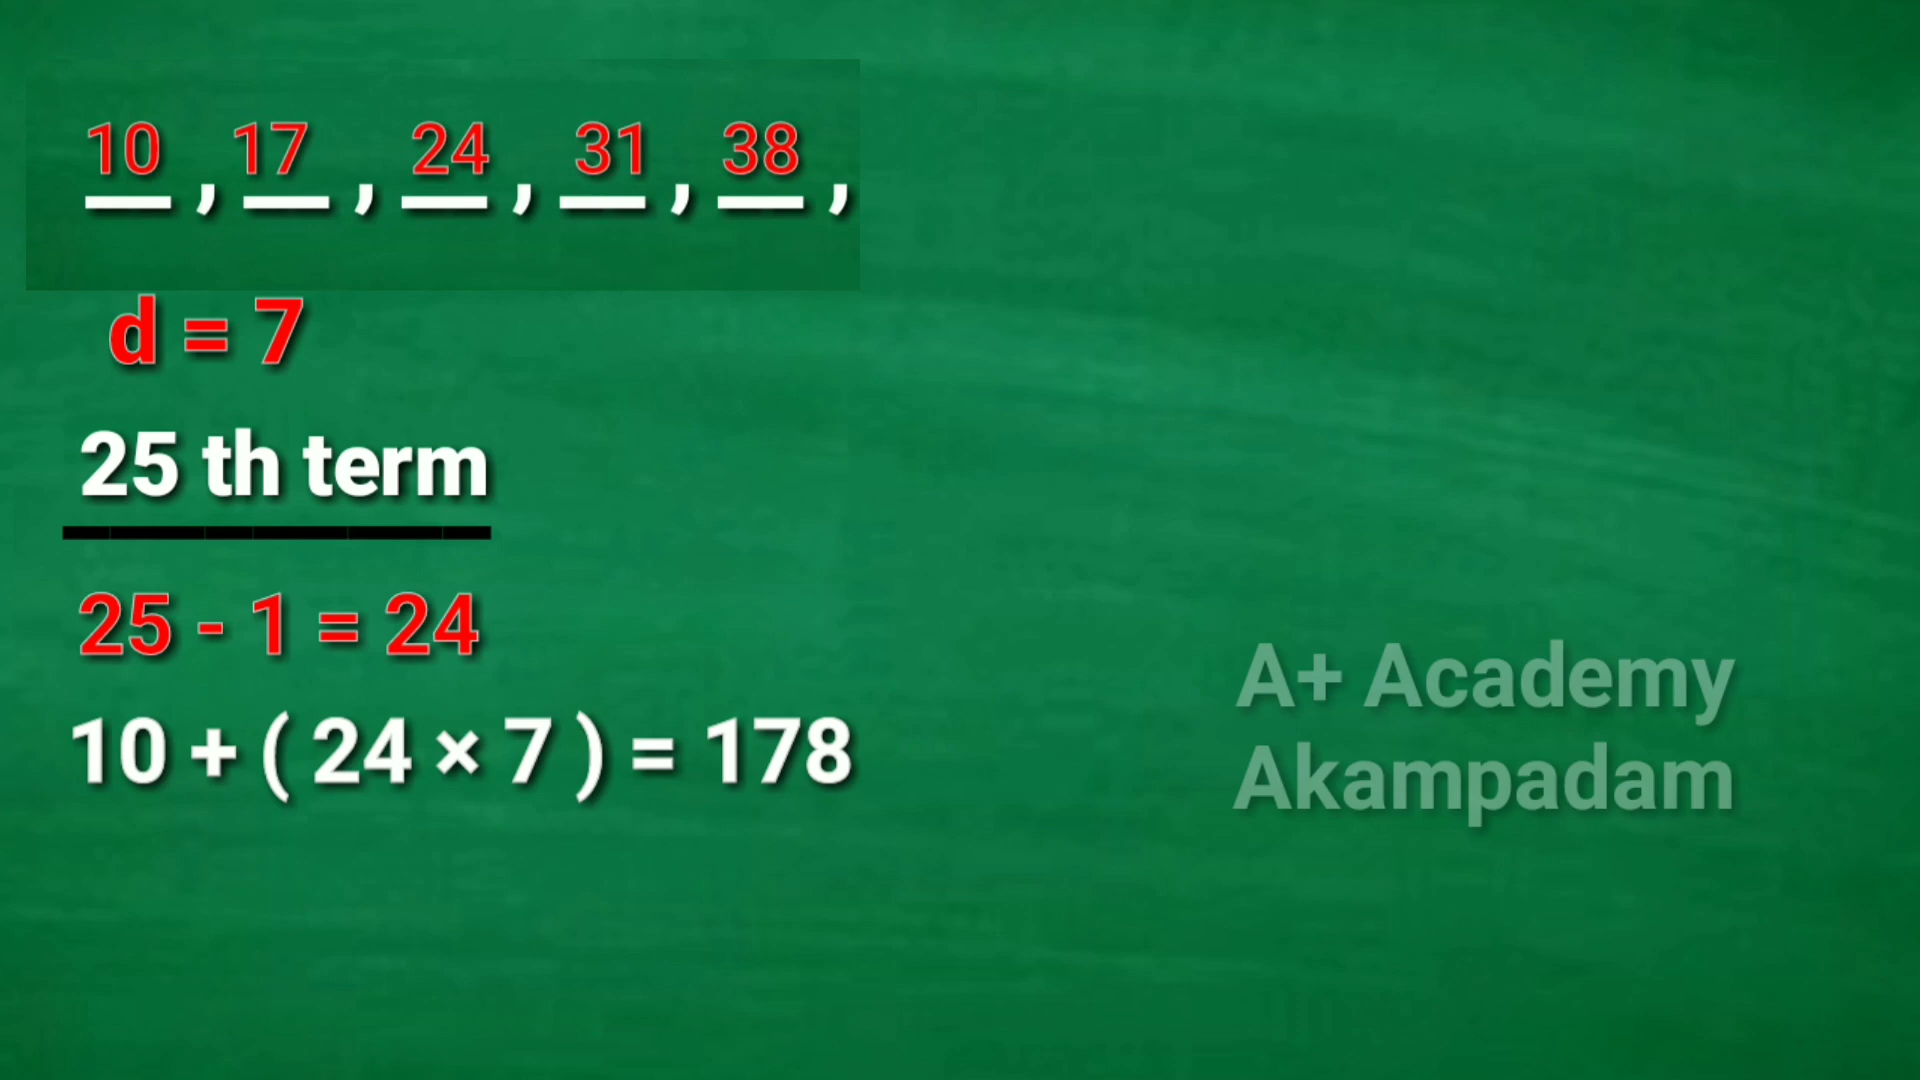 10 , 17 , 24 , 31 , 38 ,
d = 7
25 th term
25 - 1 = 24
10 + ( 24 × 7 ) = 178
A+ Academy
Akampadam